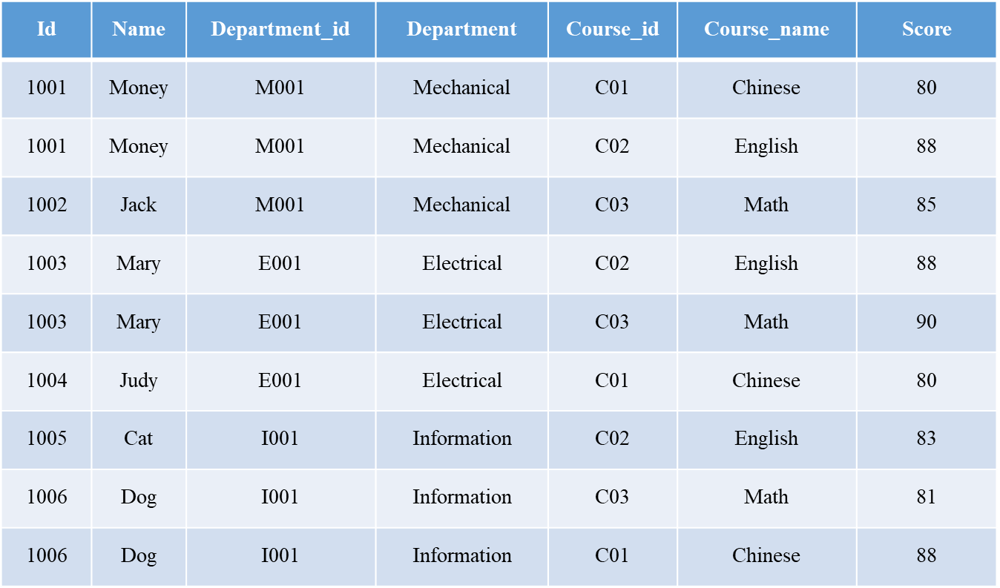 Id Name Department_id Department Course_id Course_name Score
1001 Money M001 Mechanical C01 Chinese 80
1001 Money M001 Mechanical C02 English 88
1002 Jack M001 Mechanical C03 Math 85
1003 Mary E001 Electrical C02 English 88
1003 Mary E001 Electrical C03 Math 90
1004 Judy E001 Electrical C01 Chinese 80
1005 Cat I001 Information C02 English 83
1006 Dog I001 Information C03 Math 81
1006 Dog I001 Information C01 Chinese 88